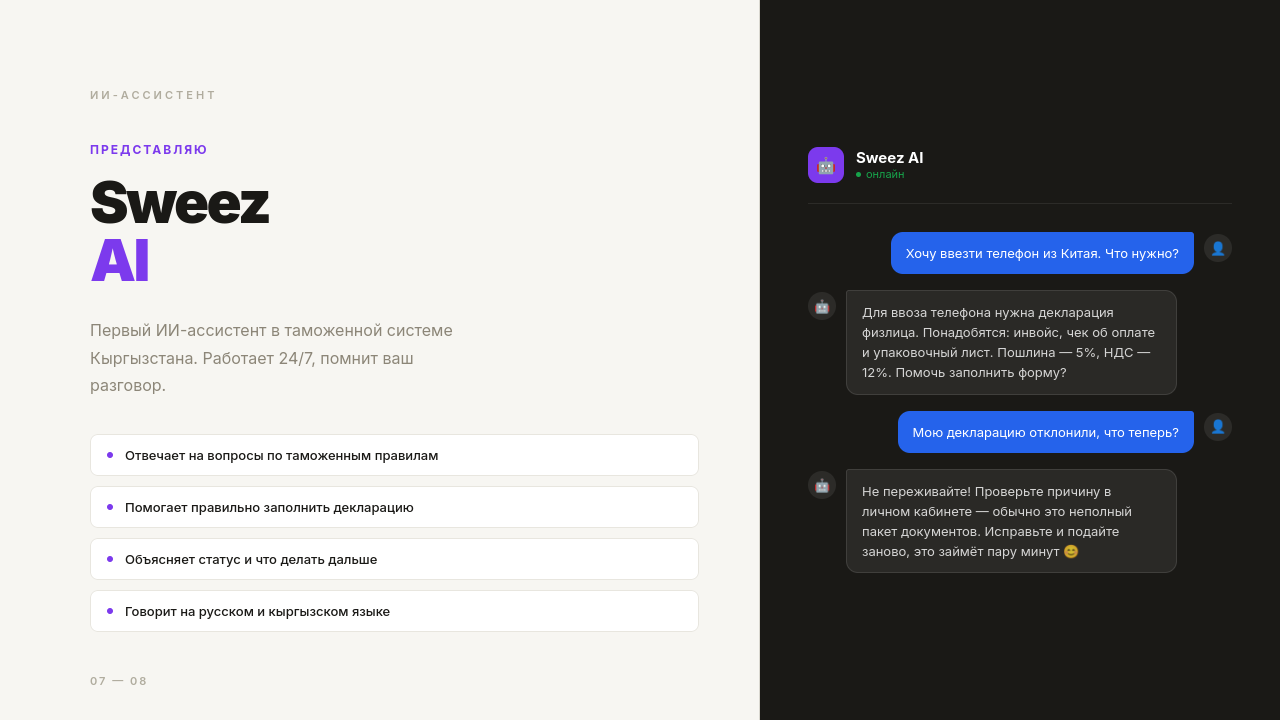 ИИ-АССИСТЕНТ
ПРЕДСТАВЛЯЮ
Sweez
AI
Первый ИИ-ассистент в таможенной системе
Кыргызстана. Работает 24/7, помнит ваш
разговор.
Отвечает на вопросы по таможенным правилам
Помогает правильно заполнить декларацию
Объясняет статус и что делать дальше
Говорит на русском и кыргызском языке
07 — 08
Sweez AI
онлайн
Хочу ввезти телефон из Китая. Что нужно?
Для ввоза телефона нужна декларация
физлица. Понадобятся: инвойс, чек об оплате
и упаковочный лист. Пошлина — 5%, НДС —
12%. Помочь заполнить форму?
Мою декларацию отклонили, что теперь?
Не переживайте! Проверьте причину в
личном кабинете — обычно это неполный
пакет документов. Исправьте и подайте
заново, это займёт пару минут 😊